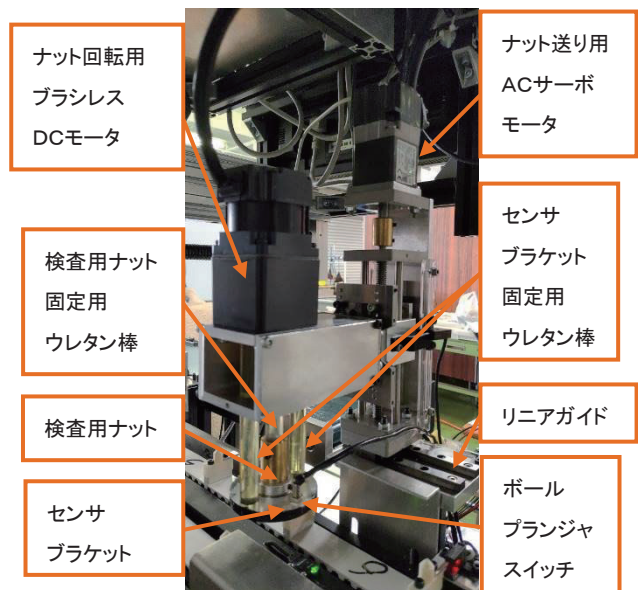 ナット回転用
ブラシレス
DCモータ
ナット送り用
ACサーボ
モータ
センサ
ブラケット
固定用
ウレタン棒
検査用ナット
固定用
ウレタン棒
検査用ナット
リニアガイド
センサ
ブラケット
ボール
プランジャ
スイッチ